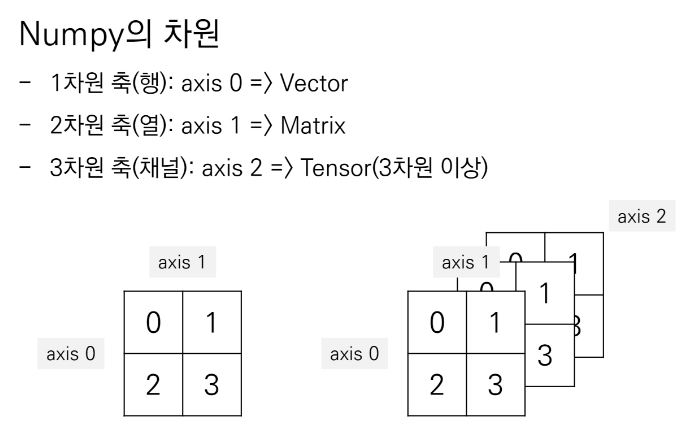 Numpy의 차원
- 1차원 축(행): axis 0 => Vector
- 2차원 축(열): axis 1 => Matrix
- 3차원 축(채널): axis 2 => Tensor(3차원 이상)
axis 2
axis 1
axis 1
0 1
0 1
0 1
0 1
axis 0
axis 0
3
3
2 3
2 3